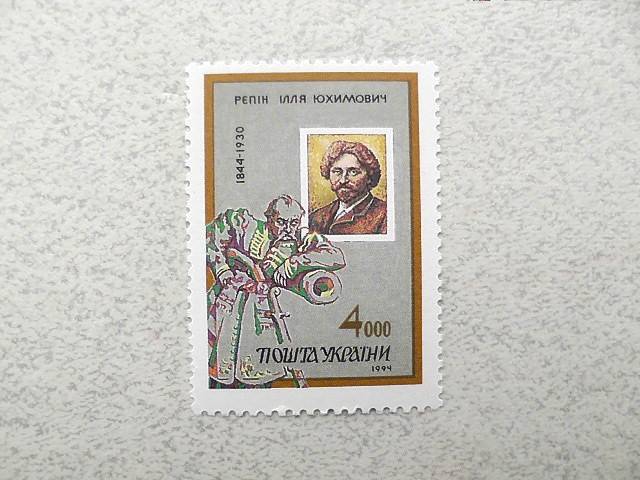 РЕПІН ІЛЛЯ ЮХИМОВИЧ
1844-1930
4000
ПОШТА УКРАЇНИ
1994